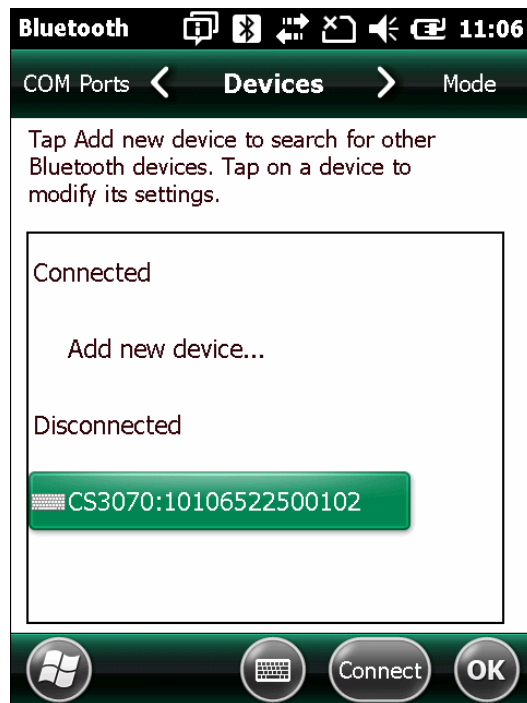 Bluetooth 11:06
COM Ports Devices Mode
Tap Add new device to search for other
Bluetooth devices. Tap on a device to
modify its settings.
Connected
Add new device...
Disconnected
CS3070:10106522500102
Connect OK